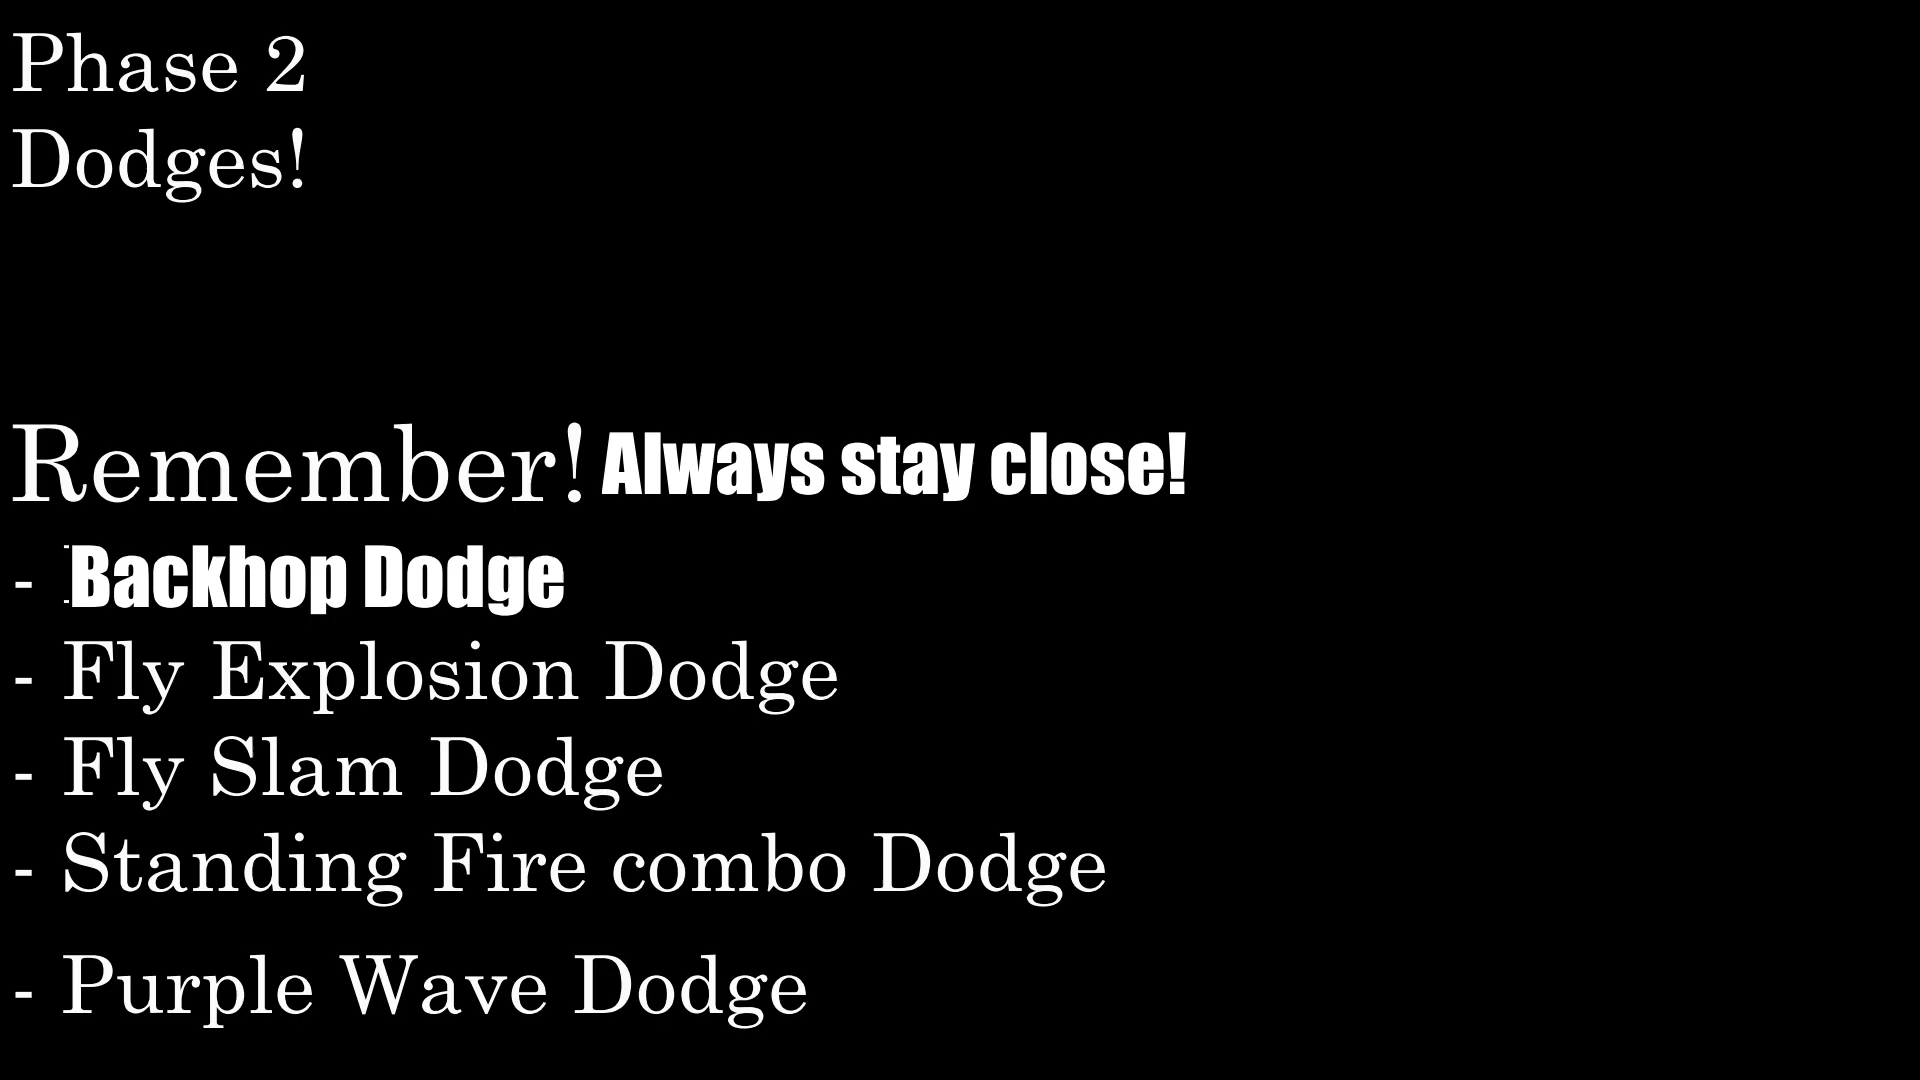 Phase 2
Dodges!
Remember! Always stay close!
- Backhop Dodge
- Fly Explosion Dodge
- Fly Slam Dodge
- Standing Fire combo Dodge
- Purple Wave Dodge